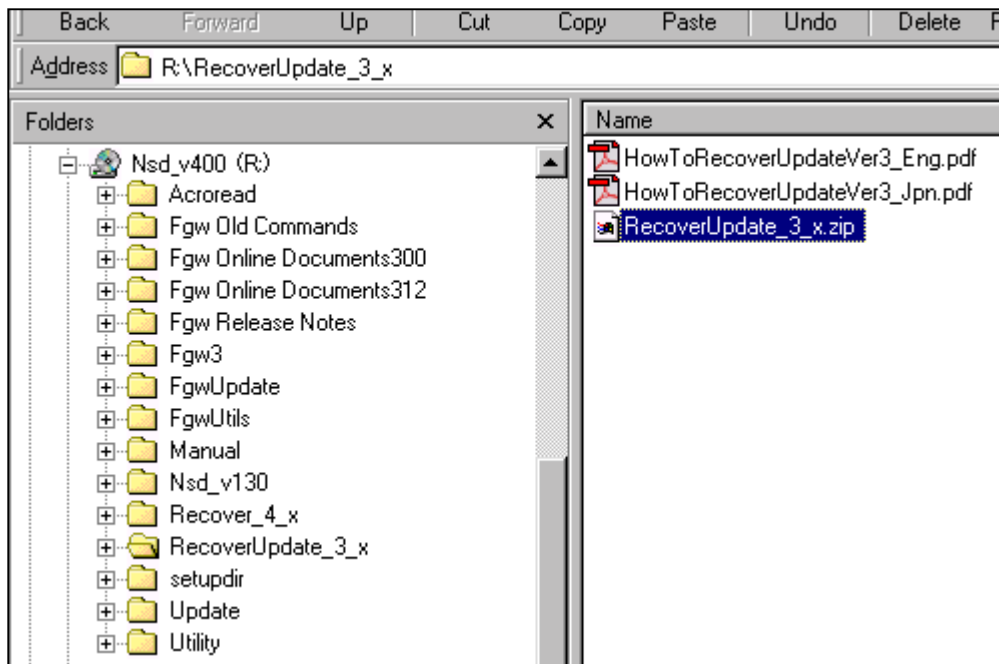 Back Forward Up Cut Copy Paste Undo Delete
Address R:\RecoverUpdate_3_x
Folders
Nsd_v400 (R:)
Acroread
Fgw Old Commands
Fgw Online Documents300
Fgw Online Documents312
Fgw Release Notes
Fgw3
FgwUpdate
FgwUtils
Manual
Nsd_v130
Recover_4_x
RecoverUpdate_3_x
setupdir
Update
Utility
Name
HowToRecoverUpdateVer3_Eng.pdf
HowToRecoverUpdateVer3_Jpn.pdf
RecoverUpdate_3_x.zip